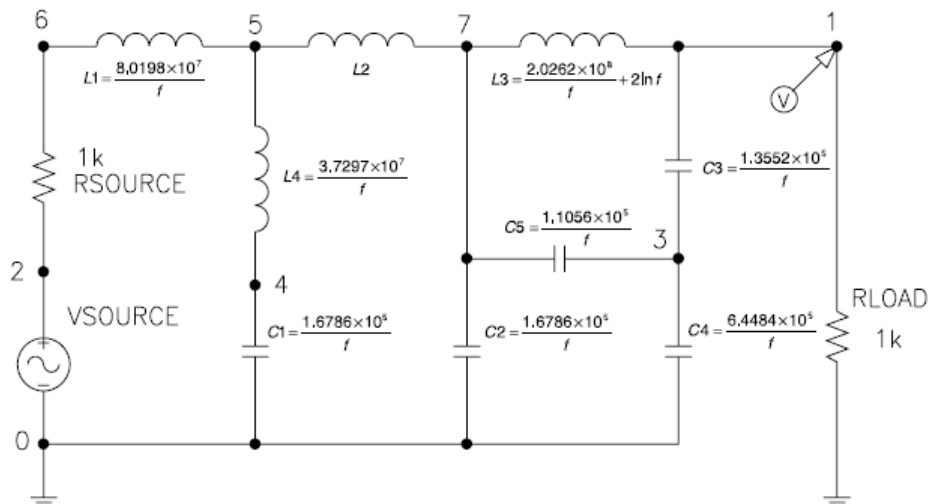 6
5
7
1
L1=8,0198×10⁷/f
L2
L3=2.0262×10⁸/f+2ln f
V
1k
RSOURCE
L4=3.7297×10⁷/f
C3=1.3552×10⁵/f
C5=1,1056×10⁵/f
3
2
4
VSOURCE
RLOAD
1k
C1=1.6786×10⁵/f
C2=1.6786×10⁵/f
C4=6.4484×10⁵/f
0